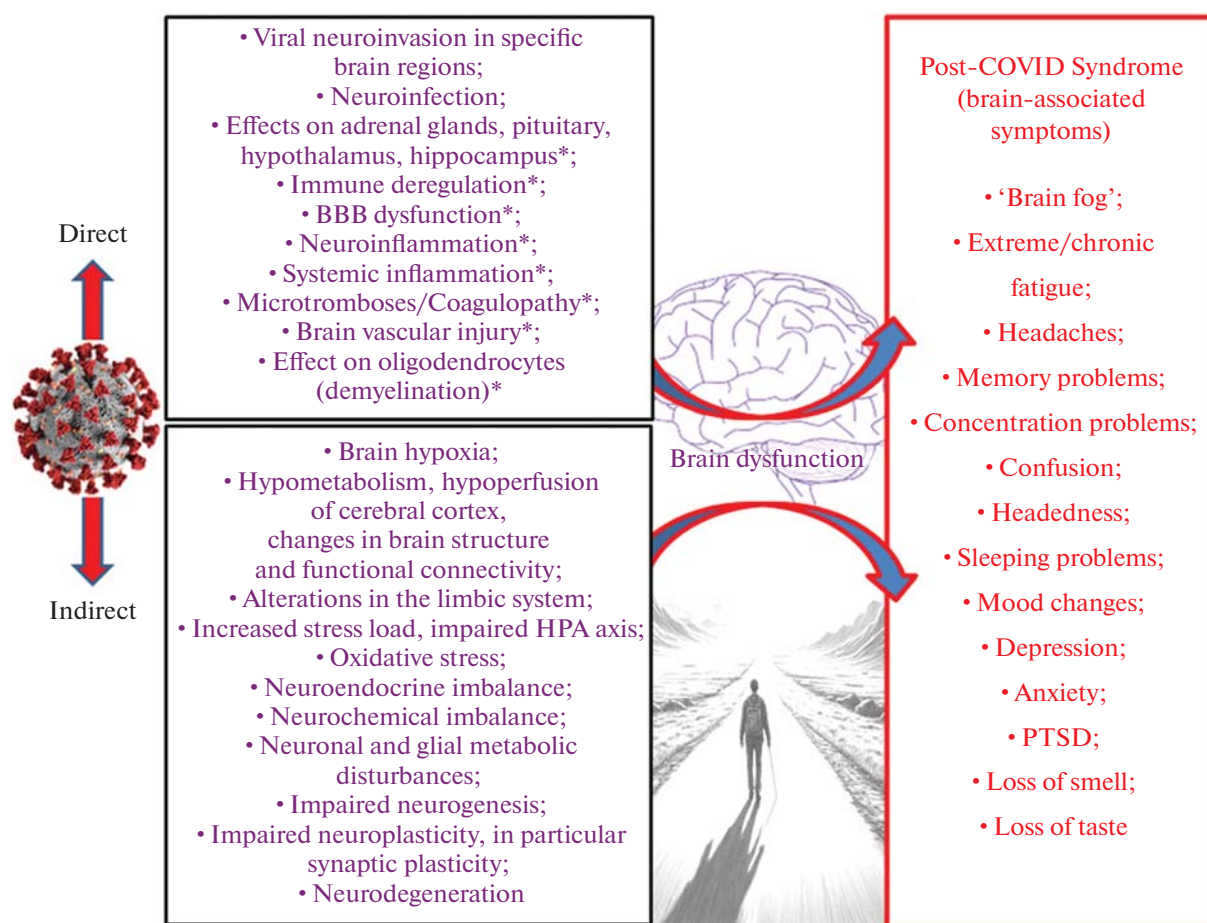 Direct
Indirect
• Viral neuroinvasion in specific
brain regions;
• Neuroinfection;
• Effects on adrenal glands, pituitary,
hypothalamus, hippocampus*;
• Immune deregulation*;
• BBB dysfunction*;
• Neuroinflammation*;
• Systemic inflammation*;
• Microtromboses/Coagulopathy*;
• Brain vascular injury*;
• Effect on oligodendrocytes
(demyelination)*
• Brain hypoxia;
• Hypometabolism, hypoperfusion
of cerebral cortex,
changes in brain structure
and functional connectivity;
• Alterations in the limbic system;
• Increased stress load, impaired HPA axis;
• Oxidative stress;
• Neuroendocrine imbalance;
• Neurochemical imbalance;
• Neuronal and glial metabolic
disturbances;
• Impaired neurogenesis;
• Impaired neuroplasticity, in particular
synaptic plasticity;
• Neurodegeneration
Brain dysfunction
Post-COVID Syndrome
(brain-associated
symptoms)
• ‘Brain fog’;
• Extreme/chronic
fatigue;
• Headaches;
• Memory problems;
• Concentration problems;
• Confusion;
• Headedness;
• Sleeping problems;
• Mood changes;
• Depression;
• Anxiety;
• PTSD;
• Loss of smell;
• Loss of taste